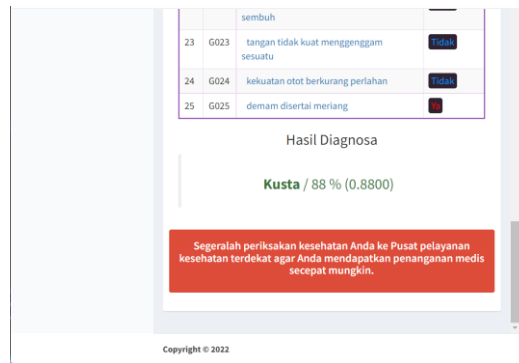 sembuh
23 G023 tangan tidak kuat menggenggam Tidak
sesuatu
24 G024 kekuatan otot berkurang perlahan Tidak
25 G025 demam disertai meriang Ya
Hasil Diagnosa
Kusta / 88 % (0.8800)
Segeralah periksakan kesehatan Anda ke Pusat pelayanan
kesehatan terdekat agar Anda mendapatkan penanganan medis
secepat mungkin.
Copyright © 2022